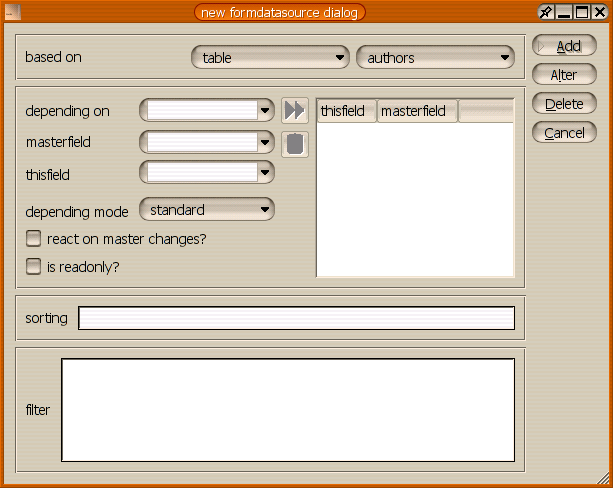 new formdatasource dialog
based on table authors
Add
Alter
Delete
Cancel
depending on
masterfield
thisfield
depending mode standard
react on master changes?
is readonly?
thisfield masterfield
sorting
filter